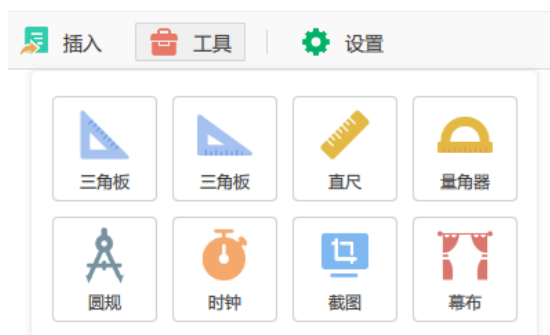 插入 工具 设置
三角板 三角板 直尺 量角器
圆规 时钟 截图 幕布